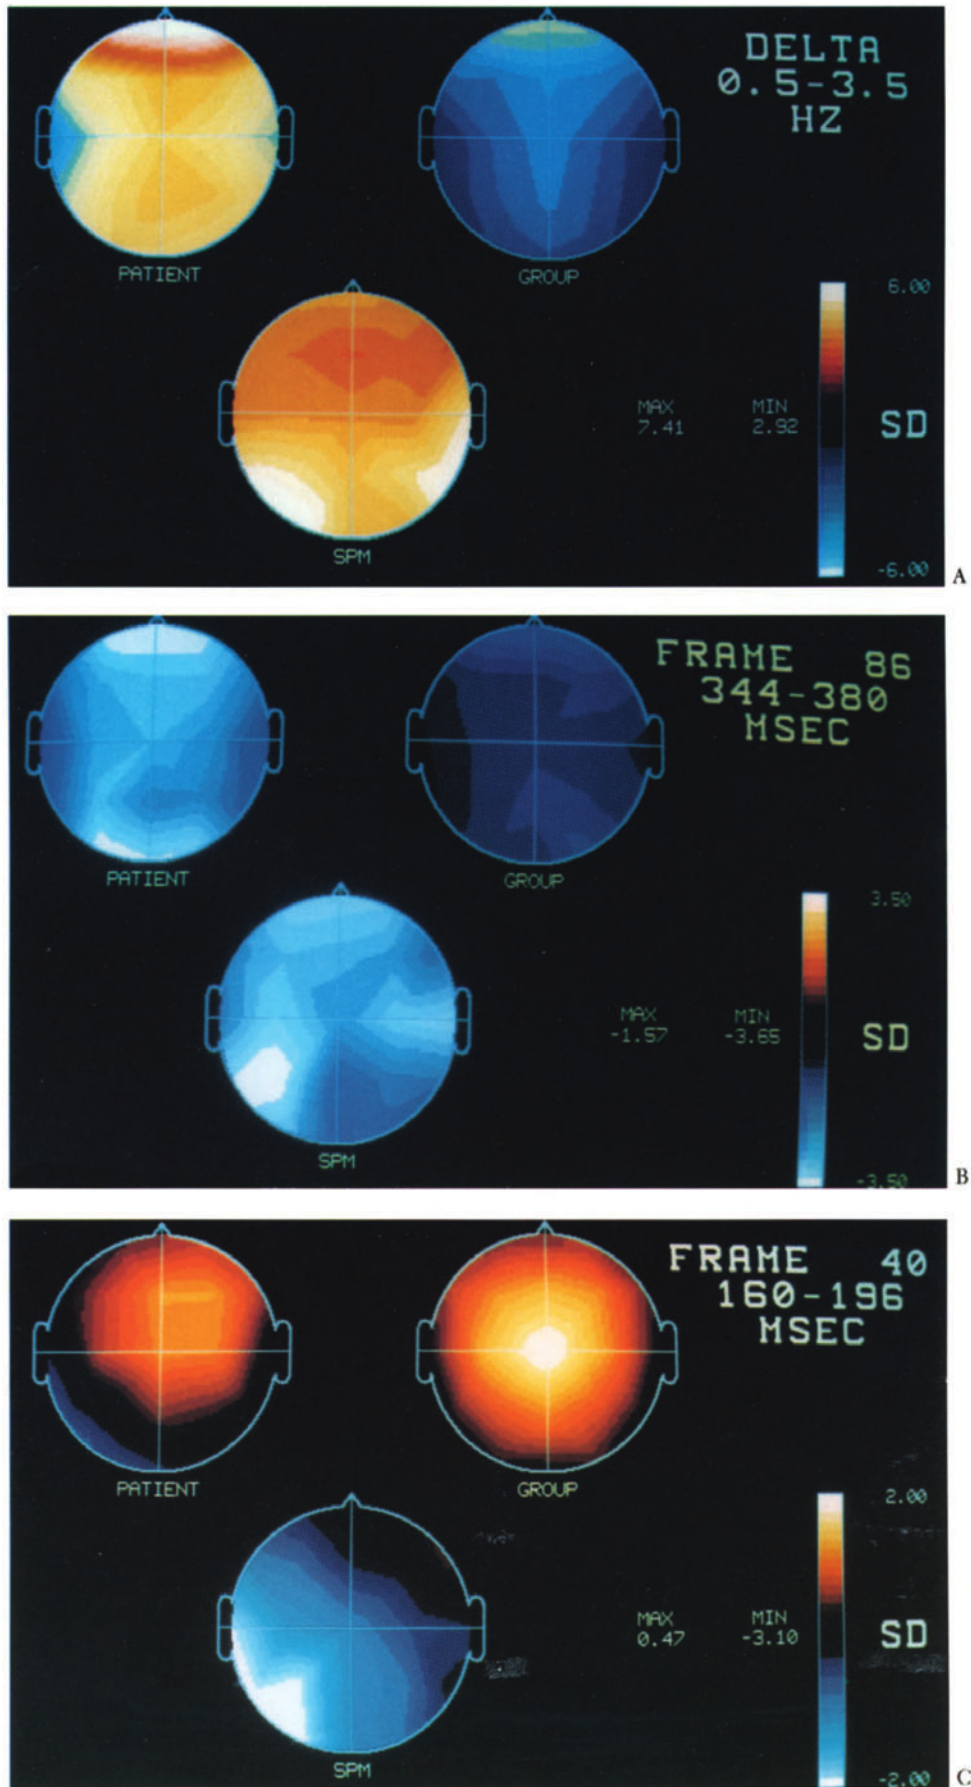 DELTA
0.5-3.5
HZ
PATIENT
GROUP
6.00
MAX MIN
7.41 2.92
SD
SPM
-6.00
A
FRAME 86
344-380
MSEC
PATIENT
GROUP
3.50
MAX MIN
-1.57 -3.65
SD
SPM
-3.50
B
FRAME 40
160-196
MSEC
PATIENT
GROUP
2.00
MAX MIN
0.47 -3.10
SD
SPM
-2.00
C